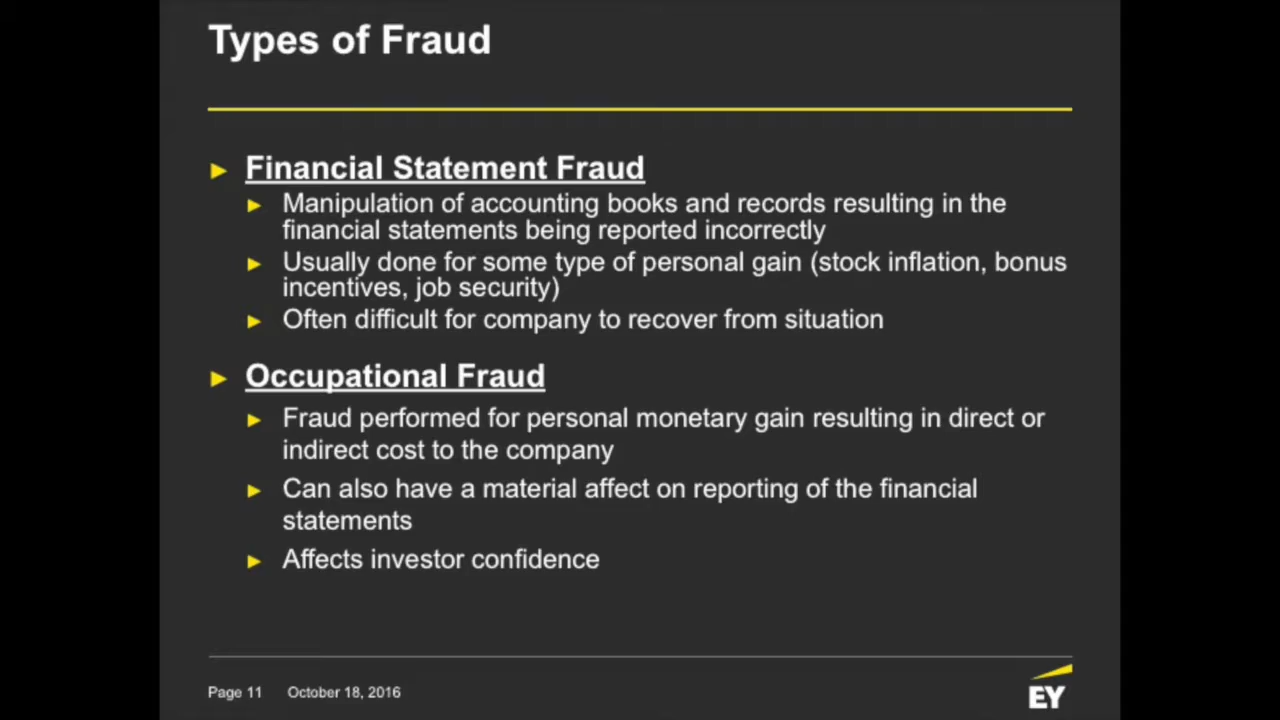 Types of Fraud
► Financial Statement Fraud
► Manipulation of accounting books and records resulting in the
financial statements being reported incorrectly
► Usually done for some type of personal gain (stock inflation, bonus
incentives, job security)
► Often difficult for company to recover from situation
► Occupational Fraud
► Fraud performed for personal monetary gain resulting in direct or
indirect cost to the company
► Can also have a material affect on reporting of the financial
statements
► Affects investor confidence
Page 11 October 18, 2016
EY